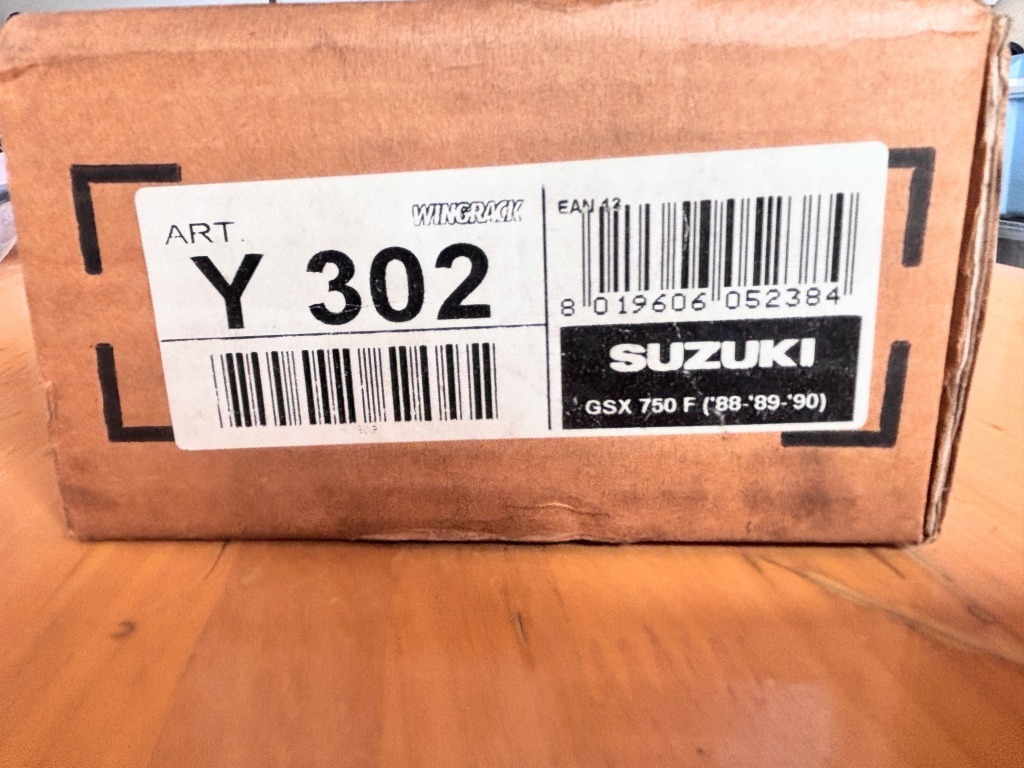 ART.
WINGRACK
Y 302
EAN 13
8 019606 052384
SUZUKI
GSX 750 F ('88-'89-'90)